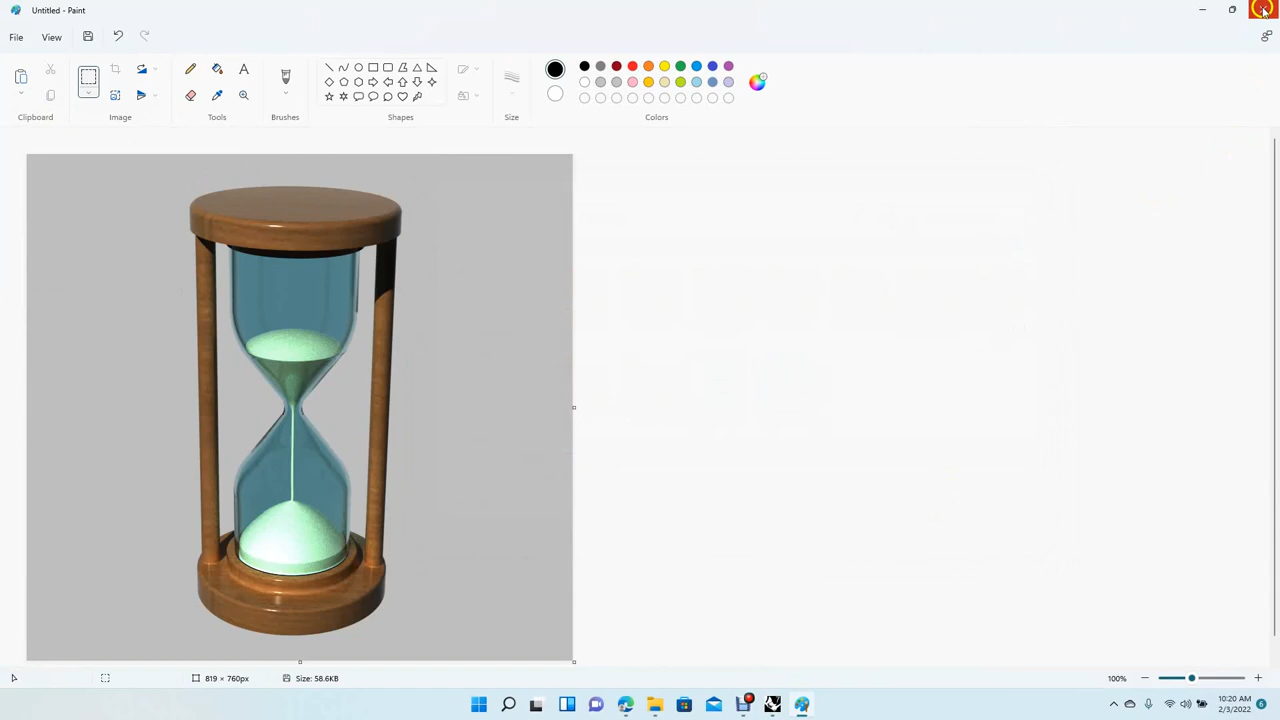 Untitled - Paint
File View
Clipboard Image Tools Brushes Shapes Size Colors
819 × 760px Size: 58.6KB 100%
10:20 AM
2/3/2022